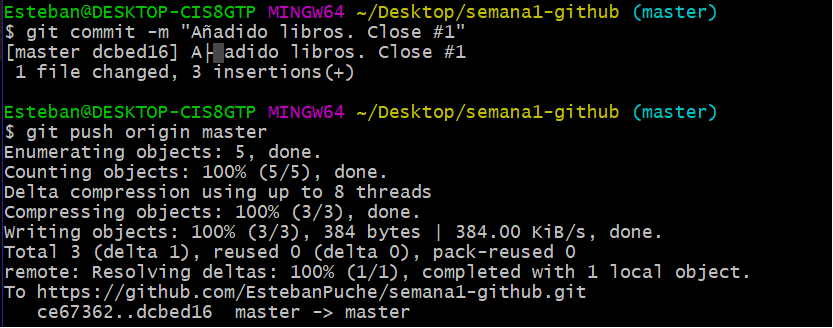 Esteban@DESKTOP-CIS8GTP MINGW64 ~/Desktop/semana1-github (master)
$ git commit -m "Añadido libros. Close #1"
[master dcbed16] A├▒adido libros. Close #1
 1 file changed, 3 insertions(+)

Esteban@DESKTOP-CIS8GTP MINGW64 ~/Desktop/semana1-github (master)
$ git push origin master
Enumerating objects: 5, done.
Counting objects: 100% (5/5), done.
Delta compression using up to 8 threads
Compressing objects: 100% (3/3), done.
Writing objects: 100% (3/3), 384 bytes | 384.00 KiB/s, done.
Total 3 (delta 1), reused 0 (delta 0), pack-reused 0
remote: Resolving deltas: 100% (1/1), completed with 1 local object.
To https://github.com/EstebanPuche/semana1-github.git
   ce67362..dcbed16  master -> master